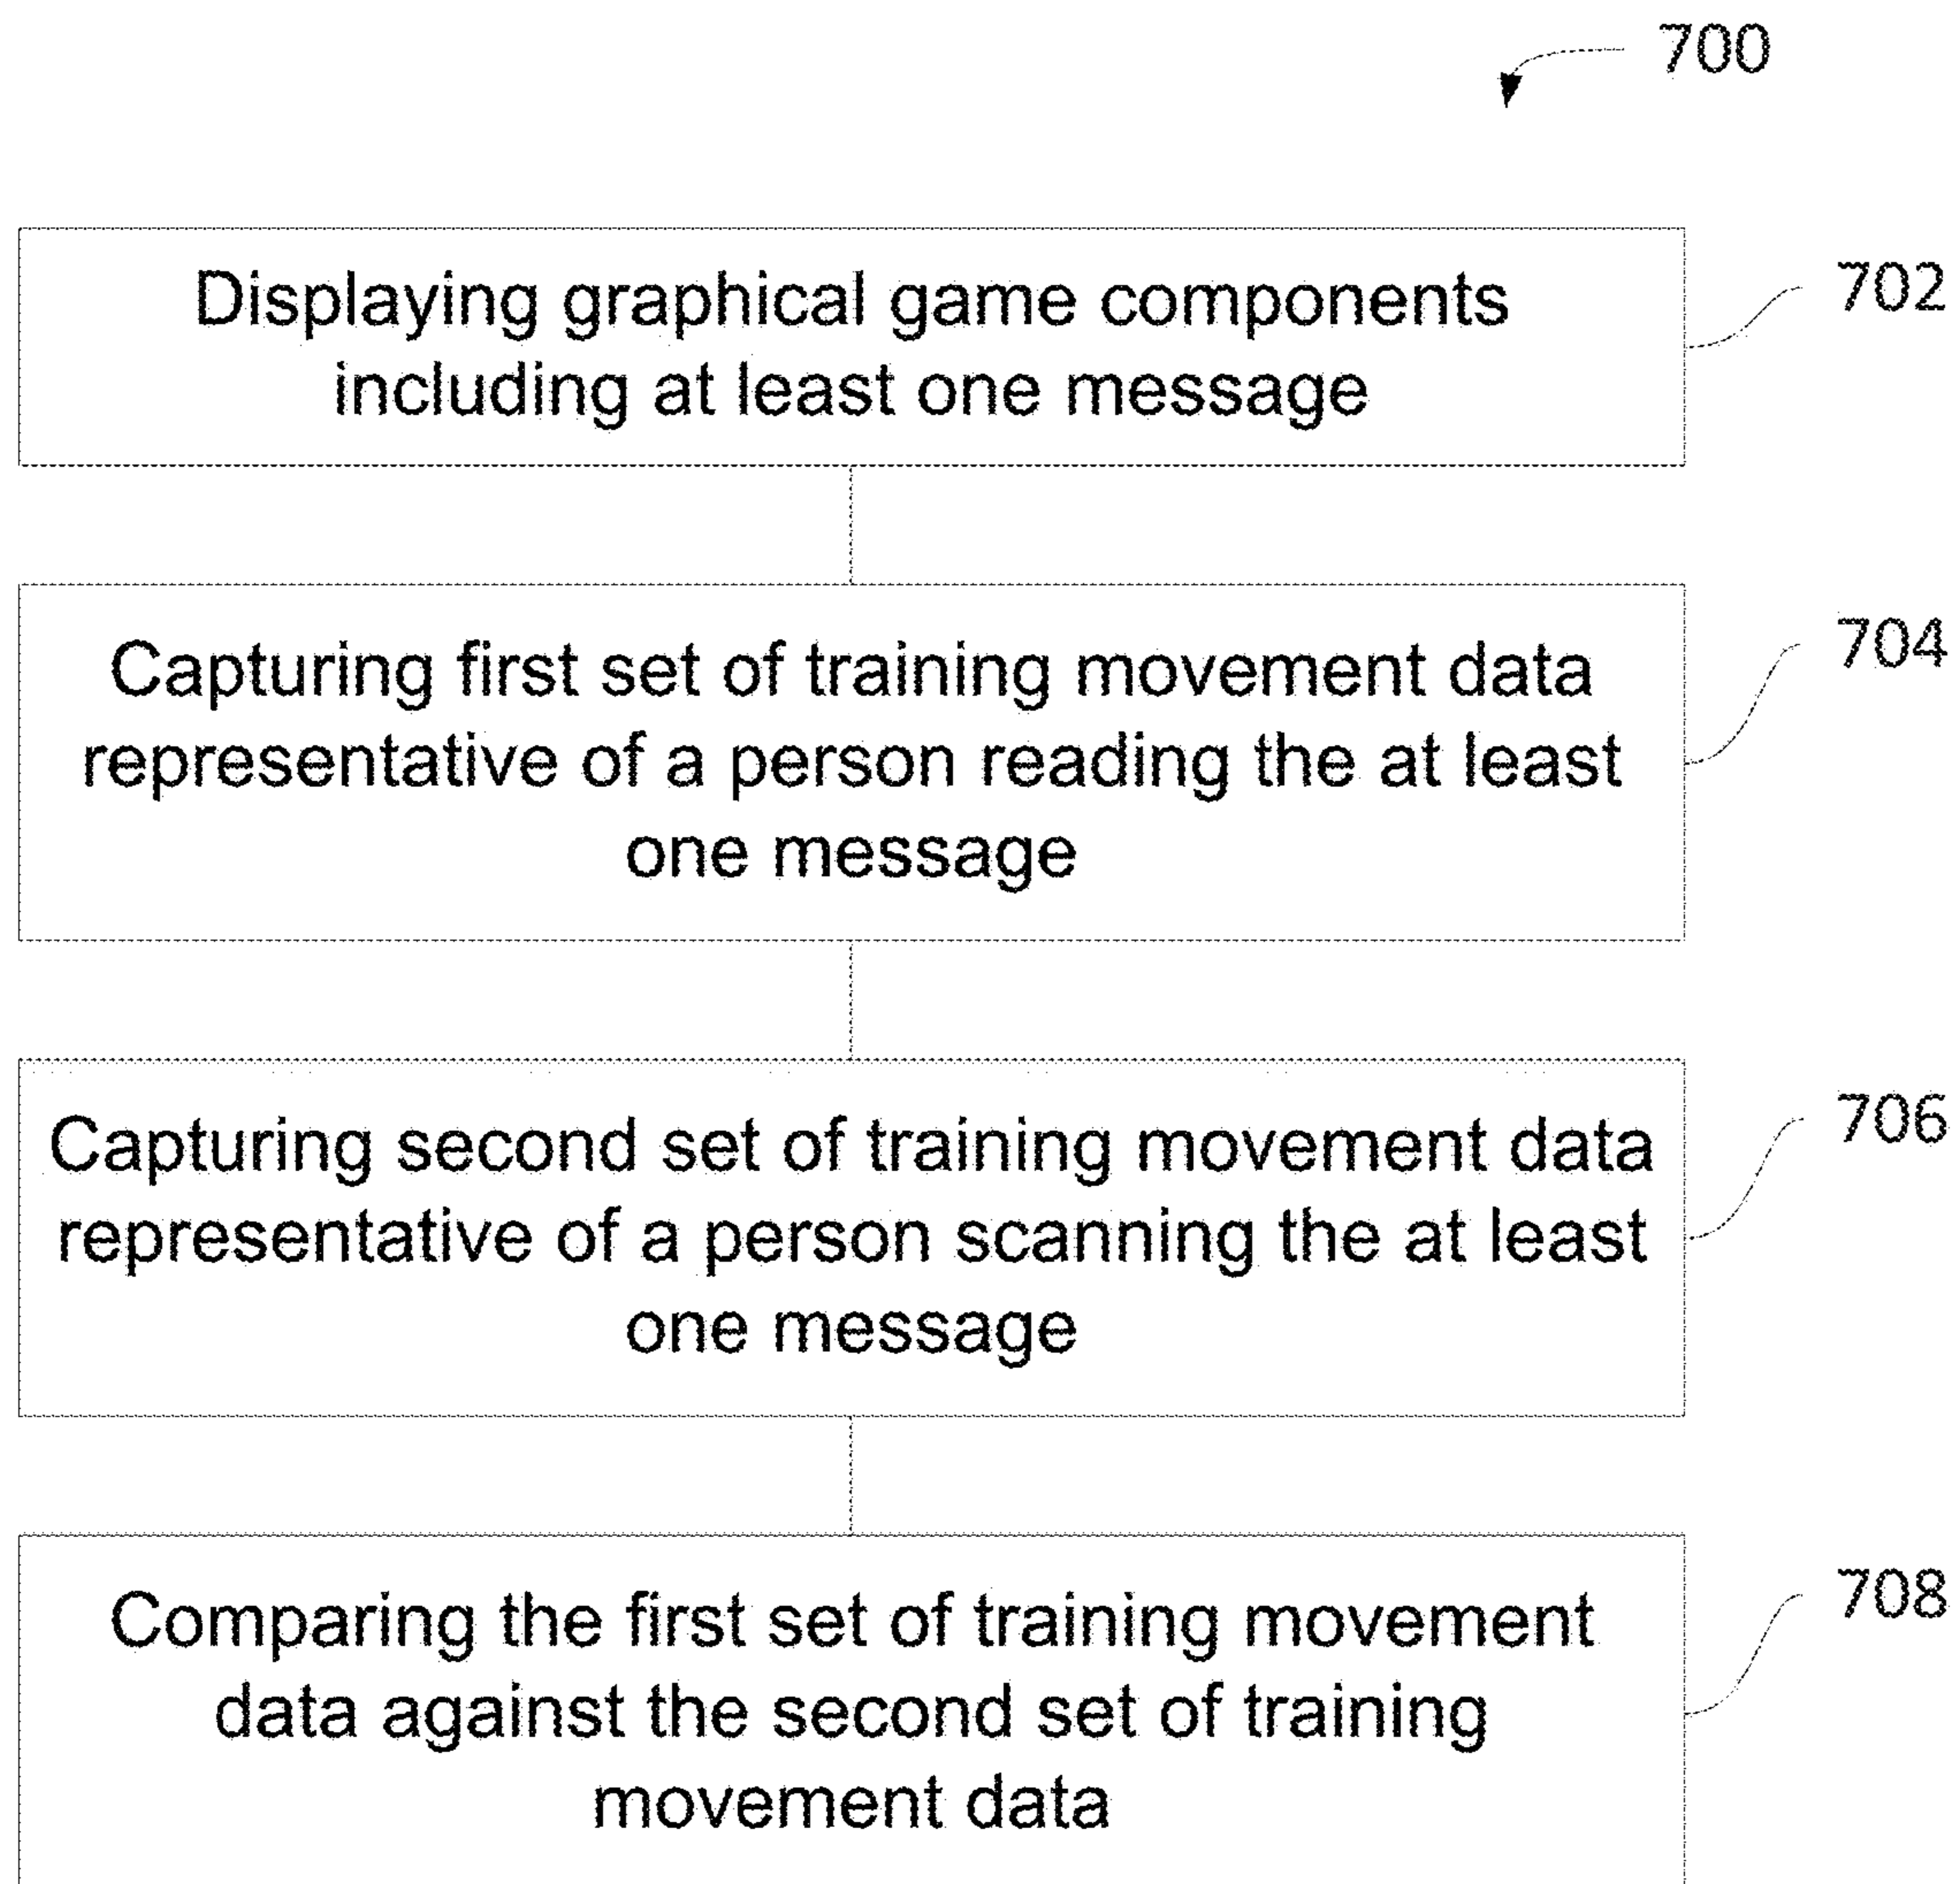 700
Displaying graphical game components
including at least one message
702
Capturing first set of training movement data
representative of a person reading the at least
one message
704
Capturing second set of training movement data
representative of a person scanning the at least
one message
706
Comparing the first set of training movement
data against the second set of training
movement data
708